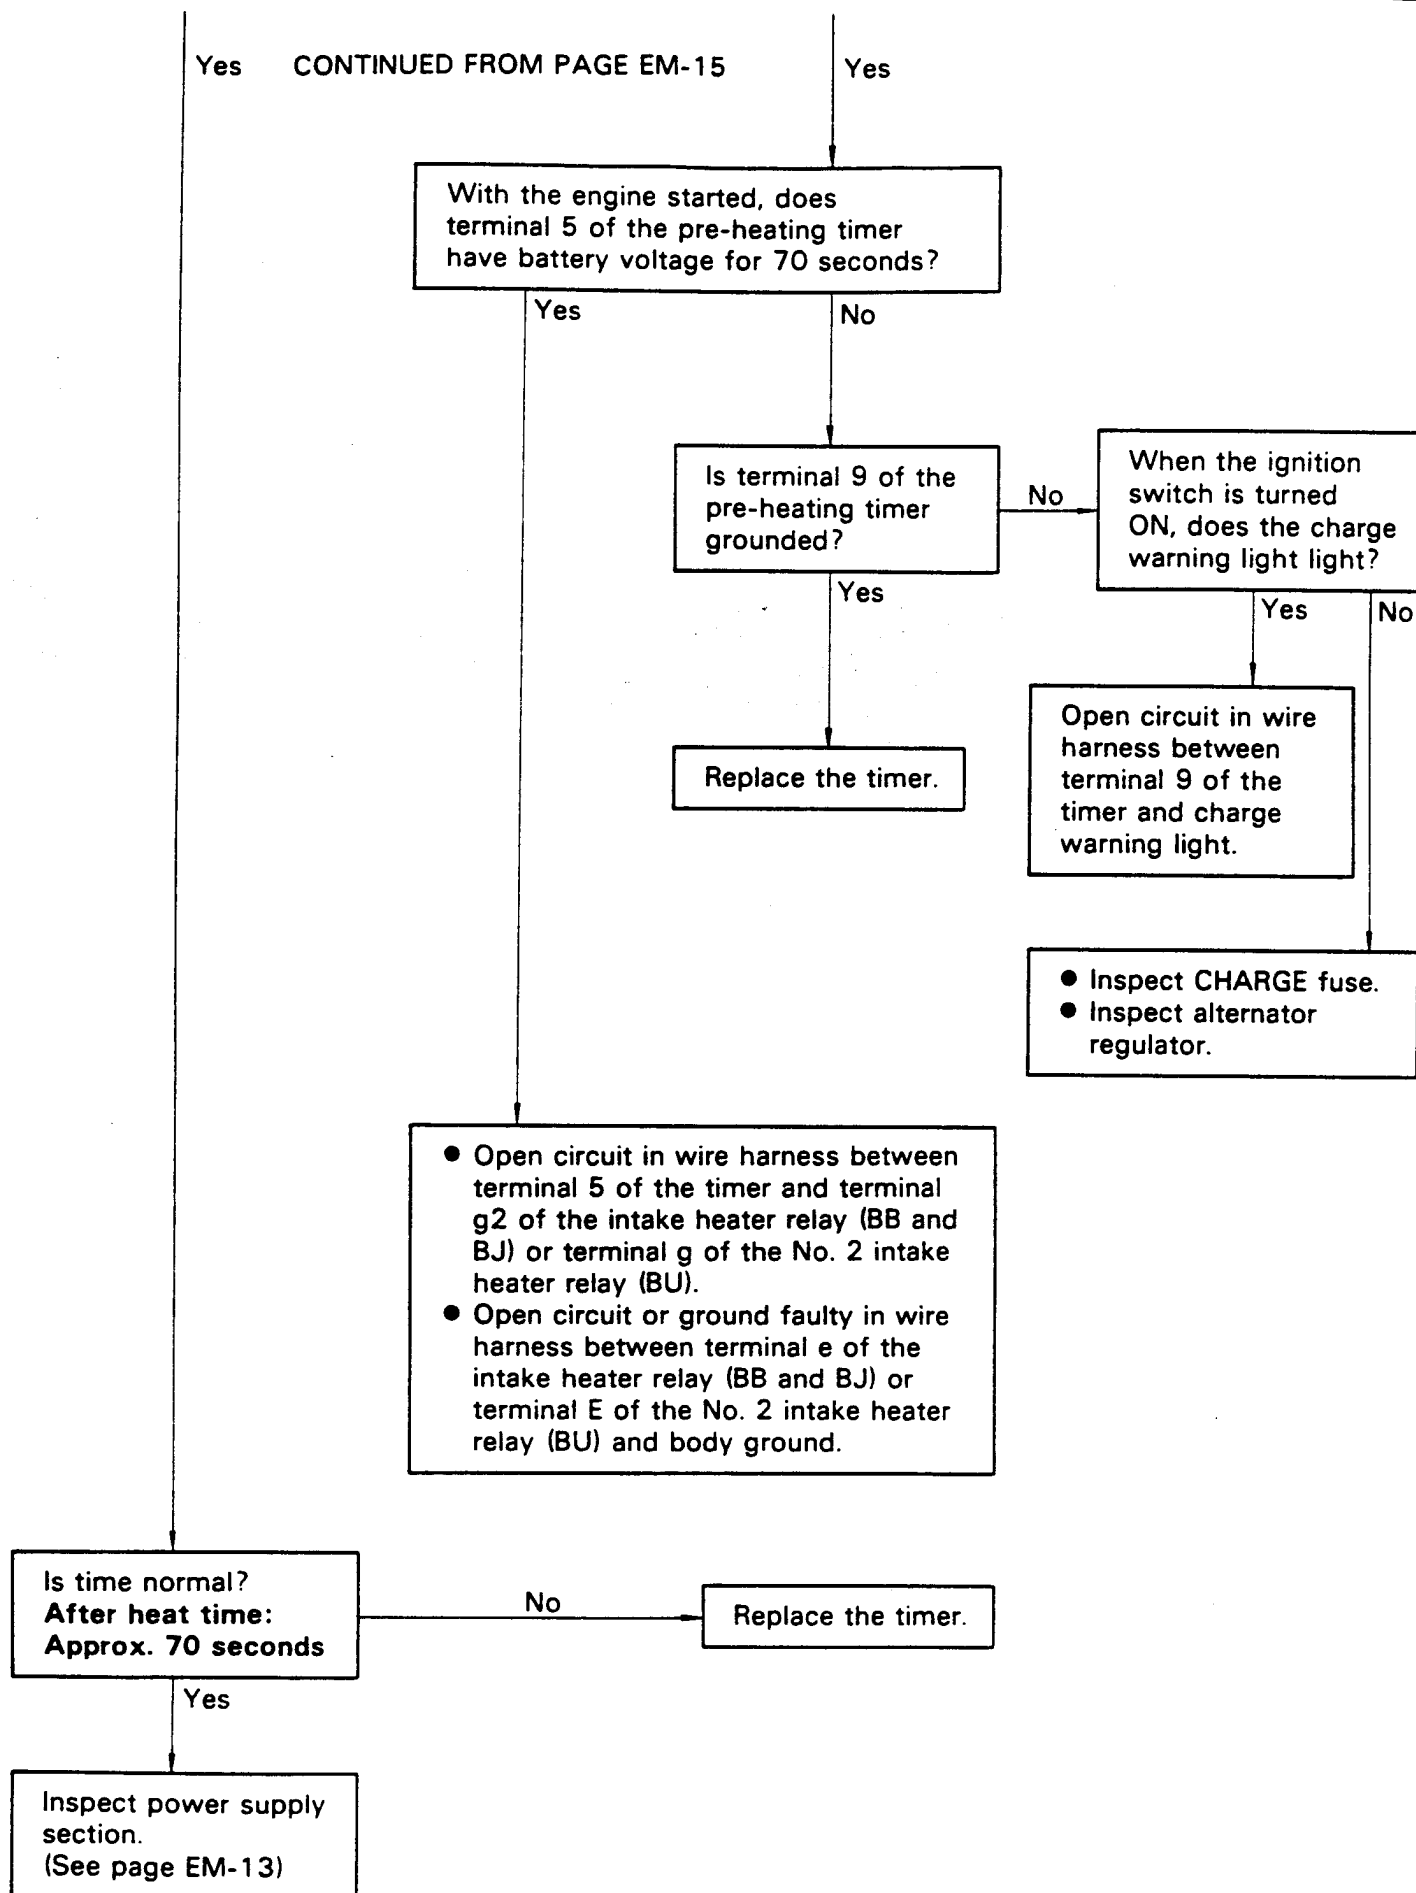 Yes CONTINUED FROM PAGE EM-15 Yes
With the engine started, does
terminal 5 of the pre-heating timer
have battery voltage for 70 seconds?
Yes
No
Is terminal 9 of the
pre-heating timer
grounded?
No
When the ignition
switch is turned
ON, does the charge
warning light light?
Yes
Yes
No
Replace the timer.
Open circuit in wire
harness between
terminal 9 of the
timer and charge
warning light.
● Inspect CHARGE fuse.
● Inspect alternator
regulator.
● Open circuit in wire harness between
terminal 5 of the timer and terminal
g2 of the intake heater relay (BB and
BJ) or terminal g of the No. 2 intake
heater relay (BU).
● Open circuit or ground faulty in wire
harness between terminal e of the
intake heater relay (BB and BJ) or
terminal E of the No. 2 intake heater
relay (BU) and body ground.
Is time normal?
After heat time:
Approx. 70 seconds
No
Replace the timer.
Yes
Inspect power supply
section.
(See page EM-13)